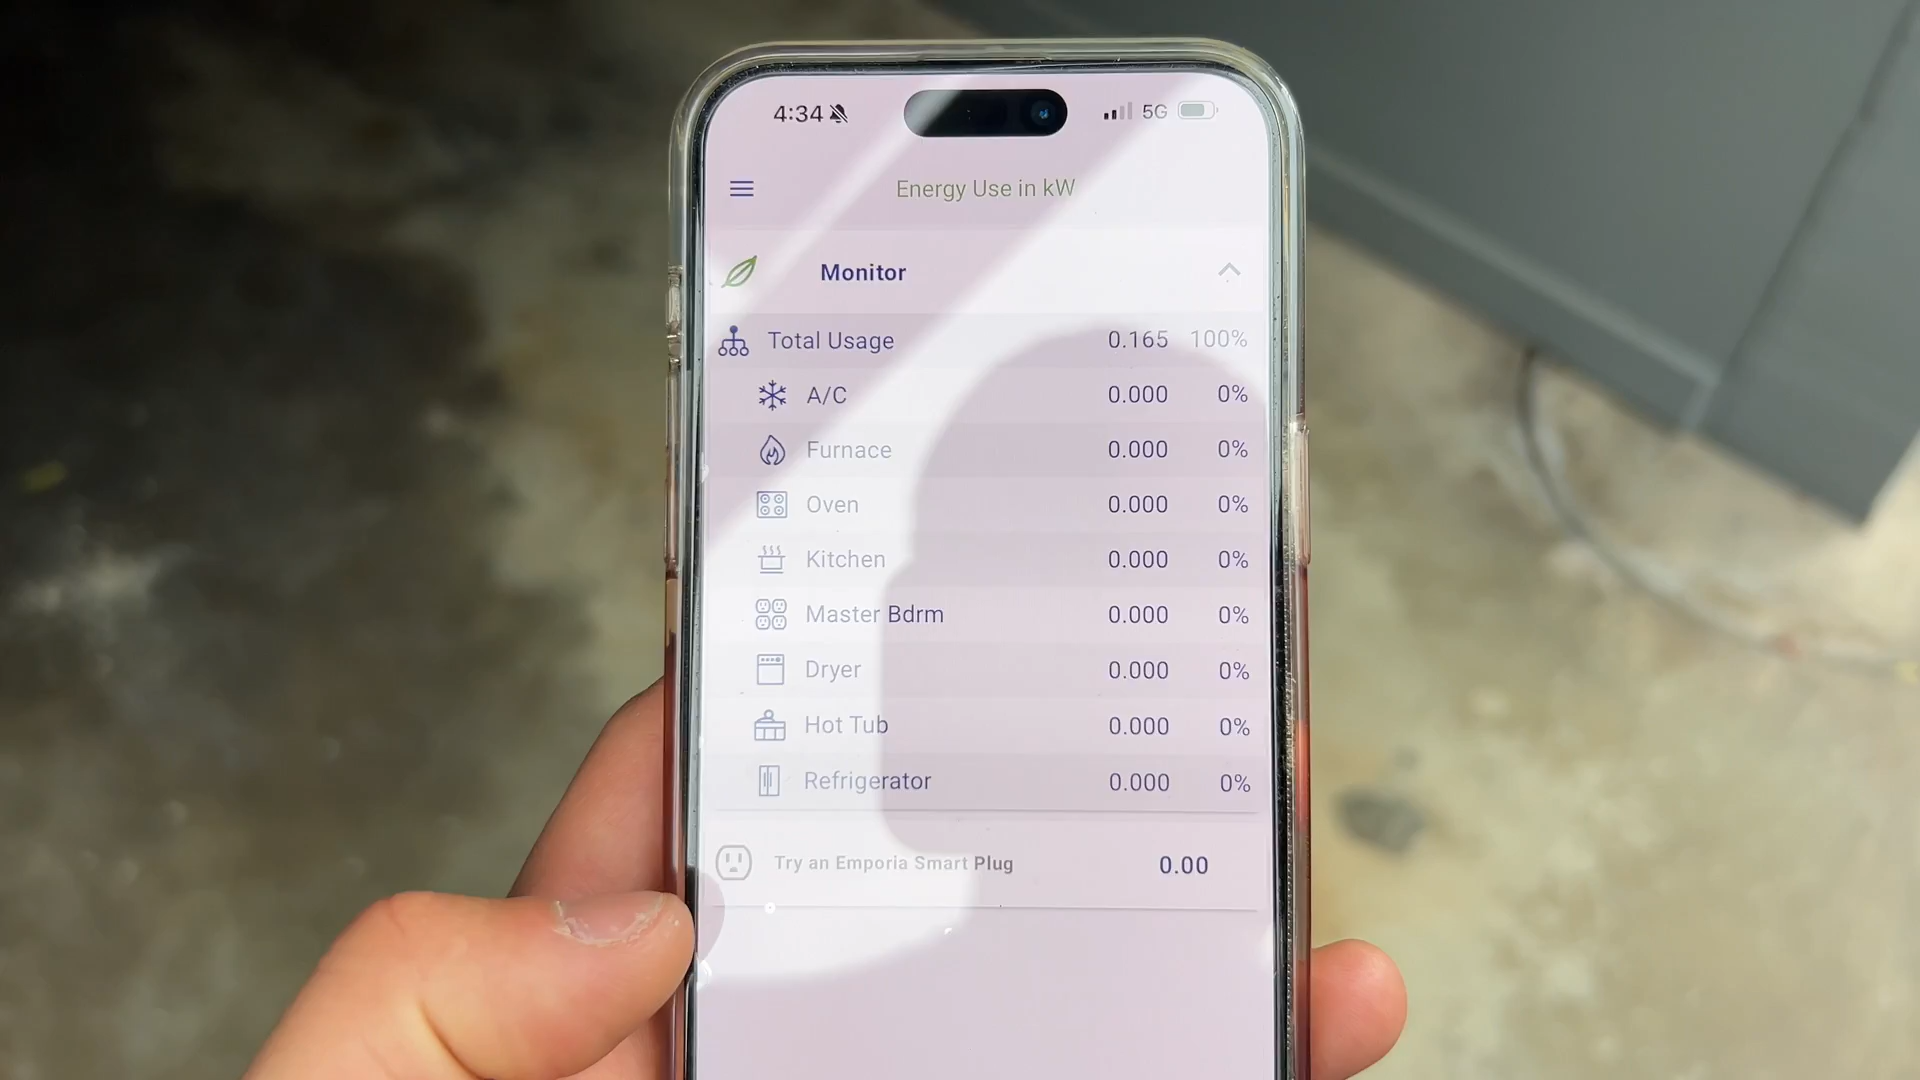 4:34 5G
Energy Use in kW
Monitor
Total Usage 0.165 100%
A/C 0.000 0%
Furnace 0.000 0%
Oven 0.000 0%
Kitchen 0.000 0%
Master Bdrm 0.000 0%
Dryer 0.000 0%
Hot Tub 0.000 0%
Refrigerator 0.000 0%
Try an Emporia Smart Plug 0.00